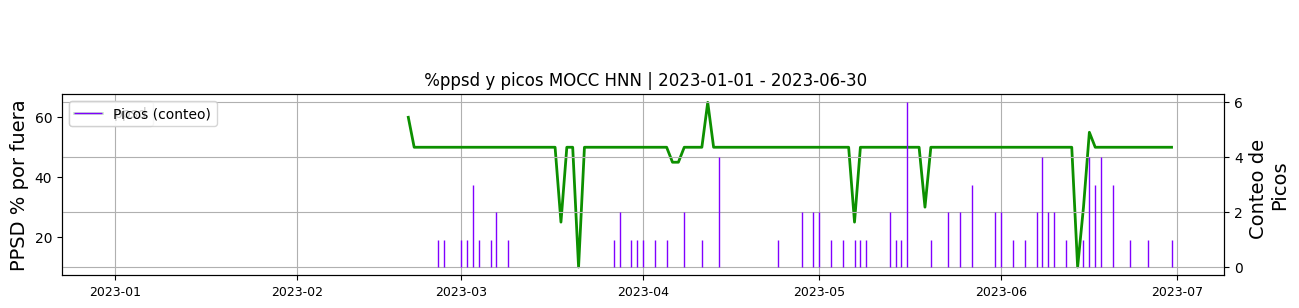 %ppsd y picos MOCC HNN | 2023-01-01 - 2023-06-30
PPSD % por fuera
60
40
20
Picos (conteo)
6
4
2
0
Conteo de
Picos
2023-01
2023-02
2023-03
2023-04
2023-05
2023-06
2023-07